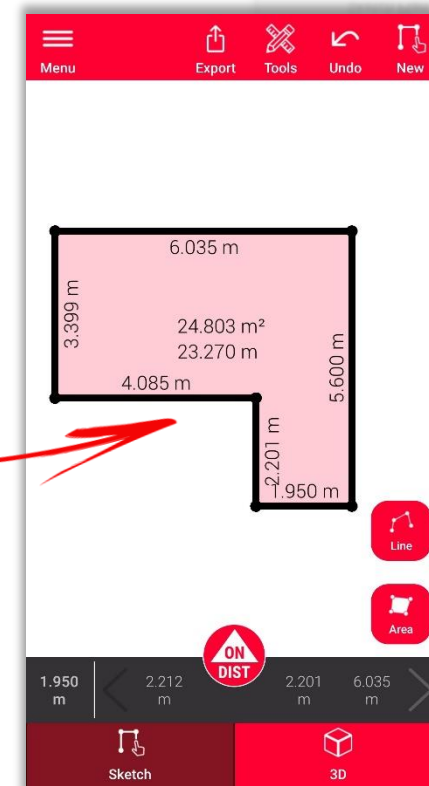 Menu
Export
Tools
Undo
New
6.035 m
3.399 m
24.803 m²
23.270 m
5.600 m
4.085 m
2.201 m
1.950 m
Line
Area
ON
DIST
1.950 m
2.212 m
2.201 m
6.035 m
Sketch
3D